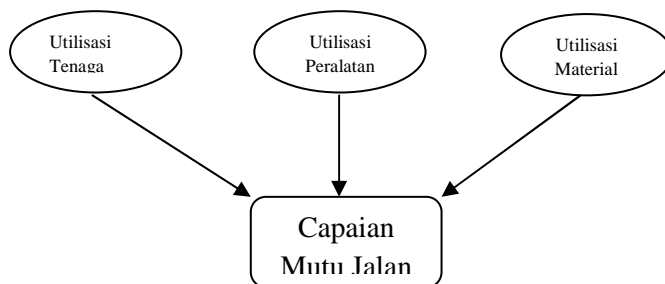 Utilisasi
Tenaga
Utilisasi
Peralatan
Utilisasi
Material
Capaian
Mutu Jalan